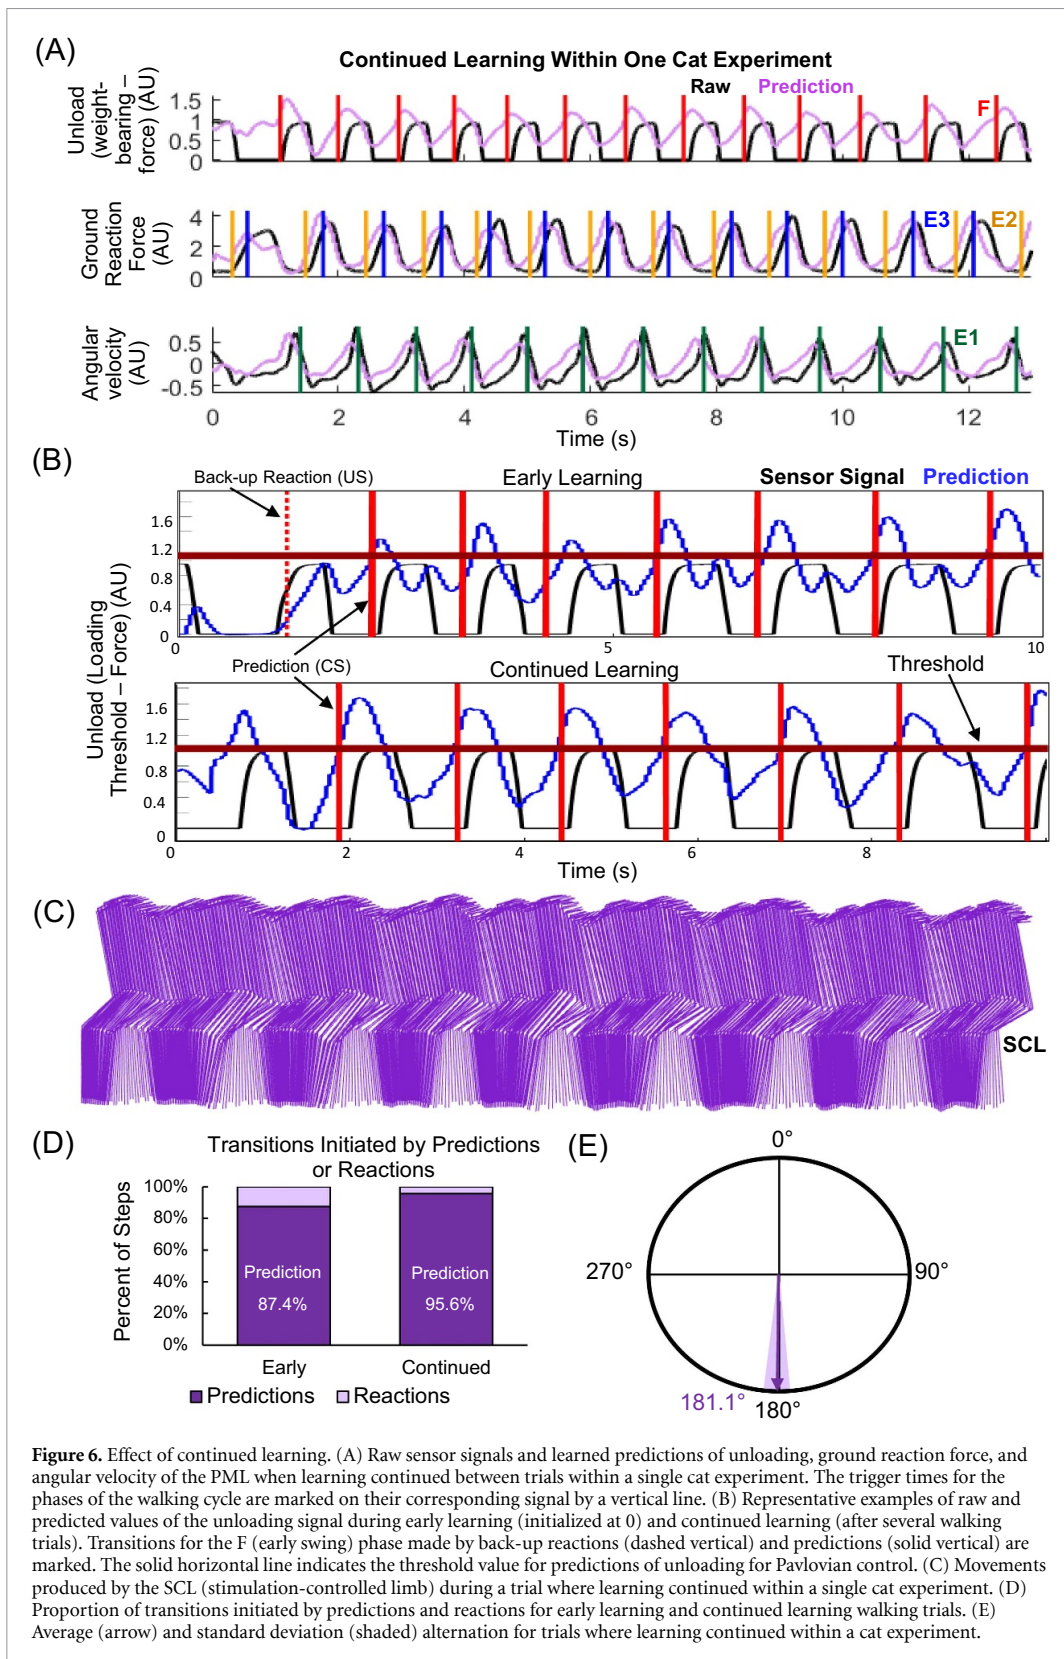 (A)
Continued Learning Within One Cat Experiment
Raw Prediction
Unload
(weight-
bearing –
force) (AU)
1.5
1
0.5
0
F
Ground
Reaction
Force
(AU)
4
2
0
E3 E2
Angular
velocity
(AU)
0.5
0
-0.5
E1
0 2 4 6 8 10 12
Time (s)
(B)
Back-up Reaction (US)
Early Learning
Sensor Signal Prediction
Unload (Loading
Threshold – Force) (AU)
1.6
1.2
0.8
0.4
0
0 5 10
Prediction (CS)
Continued Learning
Threshold
1.6
1.2
0.8
0.4
0
0 2 4 6 8
Time (s)
(C)
SCL
(D)
Transitions Initiated by Predictions
or Reactions
Percent of Steps
100%
80%
60%
40%
20%
0%
Prediction
87.4%
Prediction
95.6%
Early Continued
Predictions Reactions
(E)
0°
270°
90°
181.1°
180°
Figure 6. Effect of continued learning. (A) Raw sensor signals and learned predictions of unloading, ground reaction force, and
angular velocity of the PML when learning continued between trials within a single cat experiment. The trigger times for the
phases of the walking cycle are marked on their corresponding signal by a vertical line. (B) Representative examples of raw and
predicted values of the unloading signal during early learning (initialized at 0) and continued learning (after several walking
trials). Transitions for the F (early swing) phase made by back-up reactions (dashed vertical) and predictions (solid vertical) are
marked. The solid horizontal line indicates the threshold value for predictions of unloading for Pavlovian control. (C) Movements
produced by the SCL (stimulation-controlled limb) during a trial where learning continued within a single cat experiment. (D)
Proportion of transitions initiated by predictions and reactions for early learning and continued learning walking trials. (E)
Average (arrow) and standard deviation (shaded) alternation for trials where learning continued within a cat experiment.